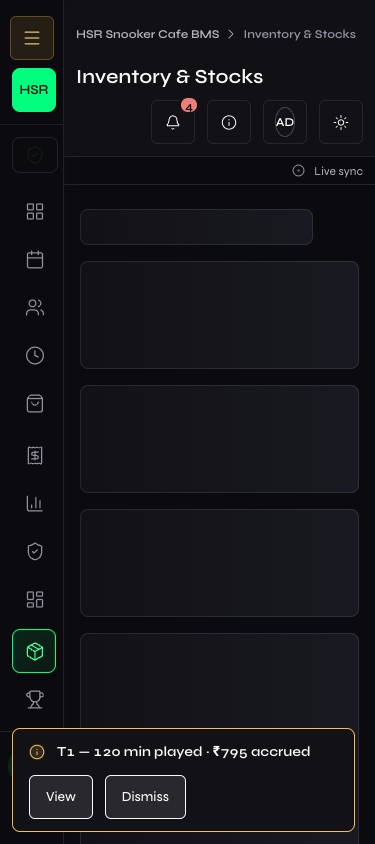 HSR Snooker Cafe BMS > Inventory & Stocks
HSR
Inventory & Stocks
4
AD
Live sync
T1 — 120 min played · ₹795 accrued
View
Dismiss